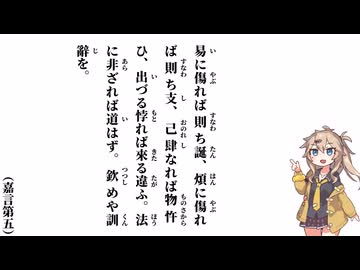 易に傷れば則ち誕、煩に傷れ
ば則ち支、己肆なれば物忤
ひ、出づる悖れば來る違ふ。法
に非ざれば道はず。欽めや訓
辭を。
(嘉言第五)